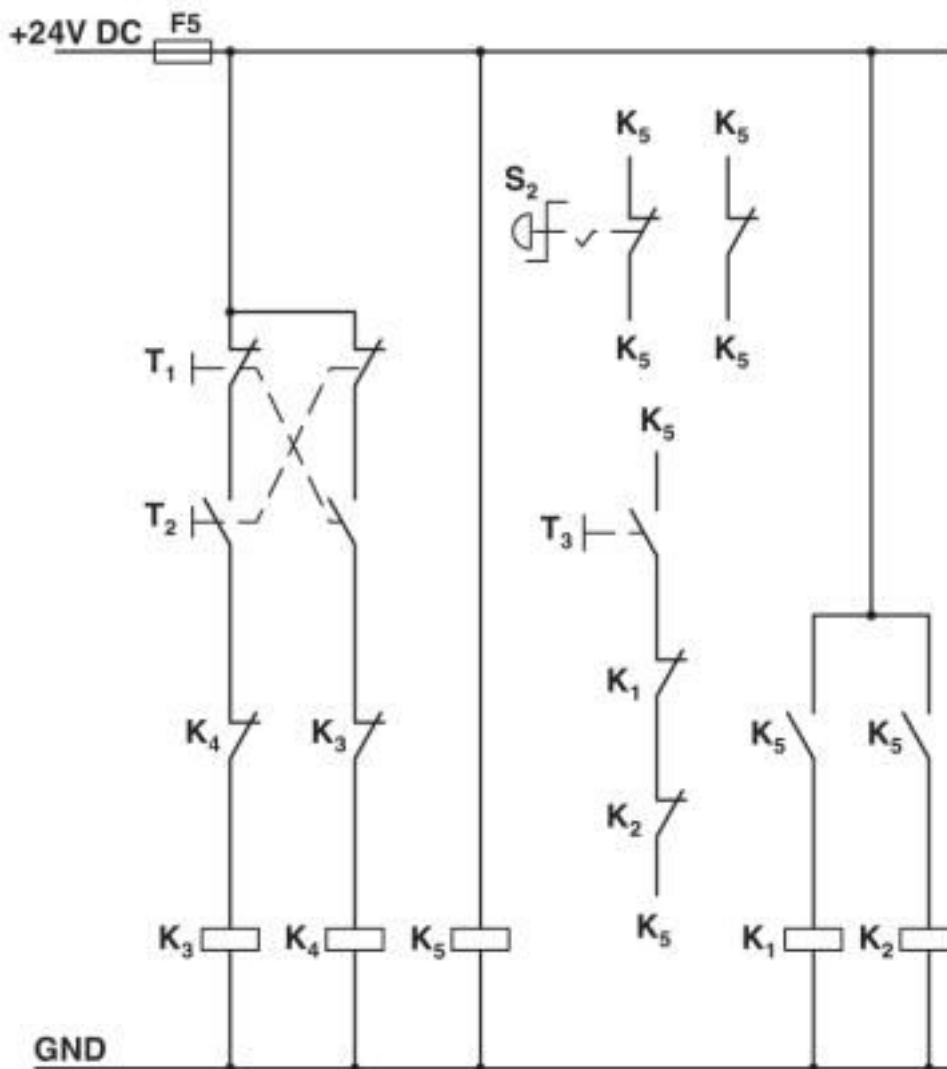 +24V DC
F5
K₅ K₅
S₂
K₅ K₅
T₁
K₅
T₂
T₃
K₁
K₄ K₃ K₅ K₅
K₂
K₃ K₄ K₅ K₅ K₁ K₂
GND